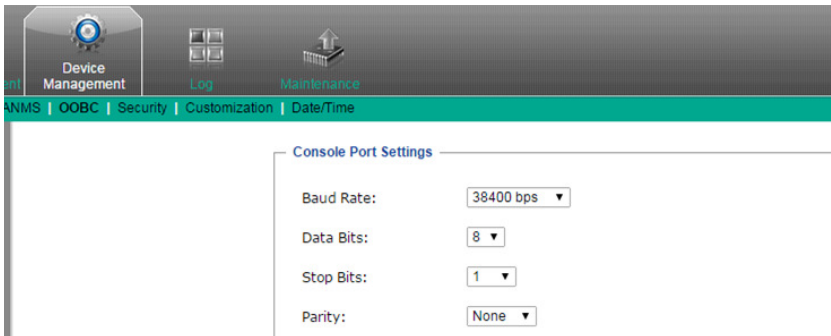 Device
Management
Log
Maintenance
ent
ANMS | OOBC | Security | Customization | Date/Time
Console Port Settings
Baud Rate: 38400 bps
Data Bits: 8
Stop Bits: 1
Parity: None